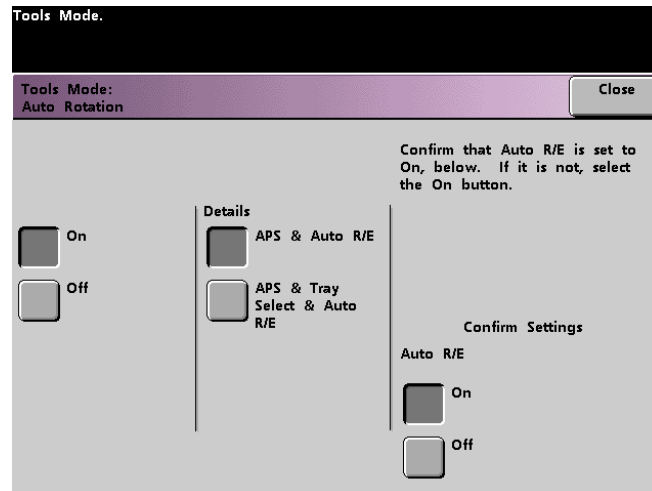 Tools Mode.
Tools Mode:
Auto Rotation
Close
Confirm that Auto R/E is set to
On, below. If it is not, select
the On button.
On
Off
Details
APS & Auto R/E
APS & Tray
Select & Auto
R/E
Confirm Settings
Auto R/E
On
Off